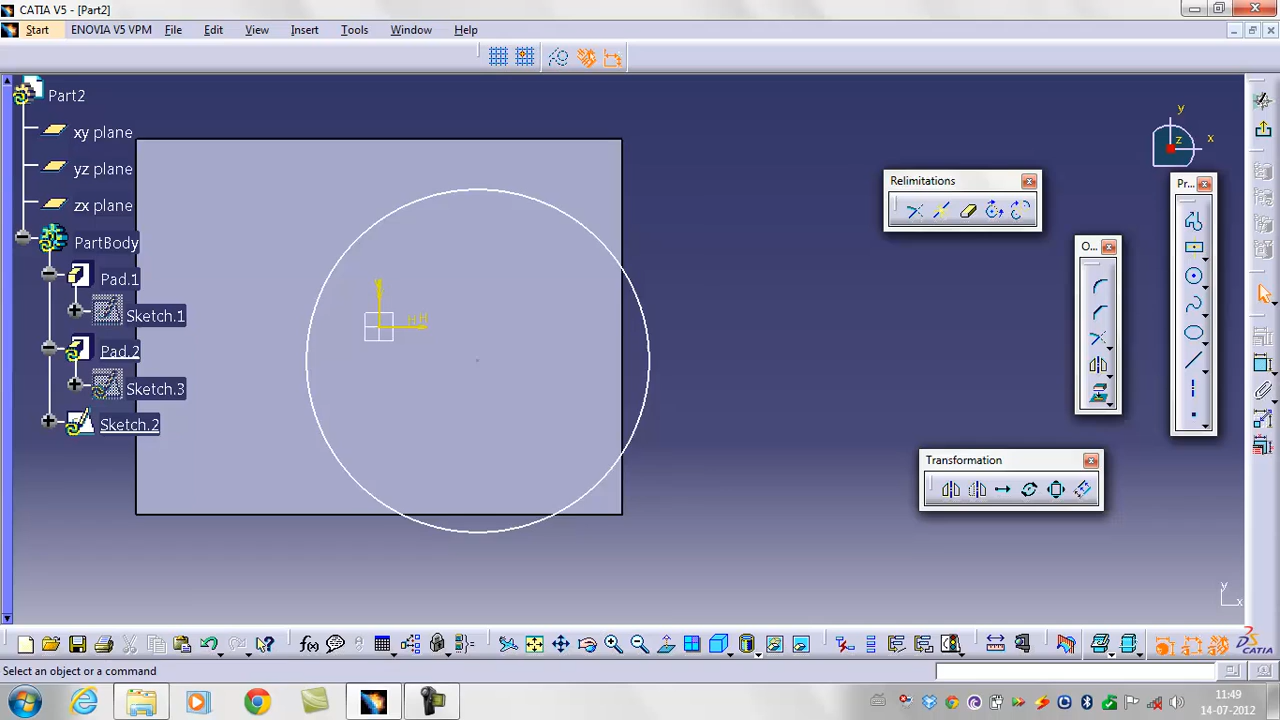 CATIA V5 - [Part2]
Start ENOVIA V5 VPM File Edit View Insert Tools Window Help
Part2
xy plane
yz plane
zx plane
PartBody
Pad.1
Sketch.1
Pad.2
Sketch.3
Sketch.2
V
H H
y
x
z
Relimitations
Pr...
O...
Transformation
y
x
f(x)
CATIA
Select an object or a command
11:49
14-07-2012